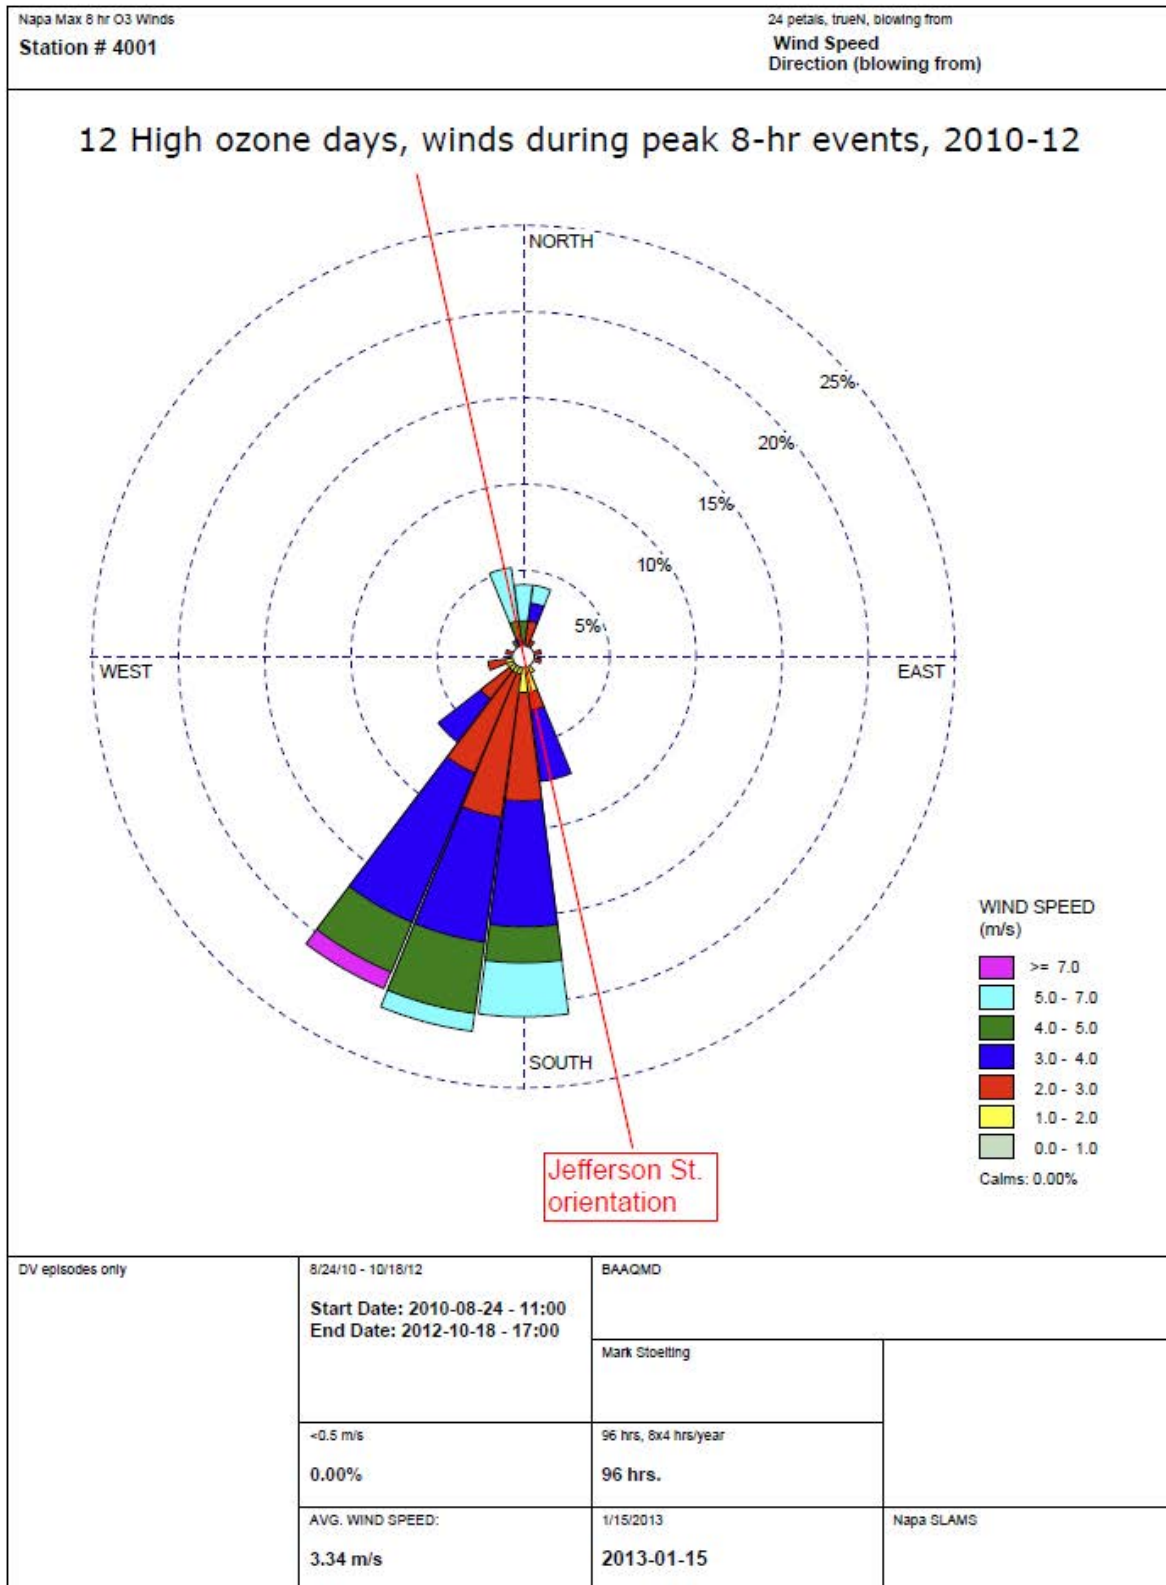 Napa Max 8 hr O3 Winds
Station # 4001
24 petals, trueN, blowing from
Wind Speed
Direction (blowing from)
12 High ozone days, winds during peak 8-hr events, 2010-12
NORTH
25%
20%
15%
10%
5%
WEST
EAST
SOUTH
WIND SPEED
(m/s)
>= 7.0
5.0 - 7.0
4.0 - 5.0
3.0 - 4.0
2.0 - 3.0
1.0 - 2.0
0.0 - 1.0
Calms: 0.00%
Jefferson St.
orientation
DV episodes only
8/24/10 - 10/18/12
Start Date: 2010-08-24 - 11:00
End Date: 2012-10-18 - 17:00
BAAQMD
Mark Stoelting
<0.5 m/s
0.00%
96 hrs, 8x4 hrs/year
96 hrs.
AVG. WIND SPEED:
3.34 m/s
1/15/2013
2013-01-15
Napa SLAMS